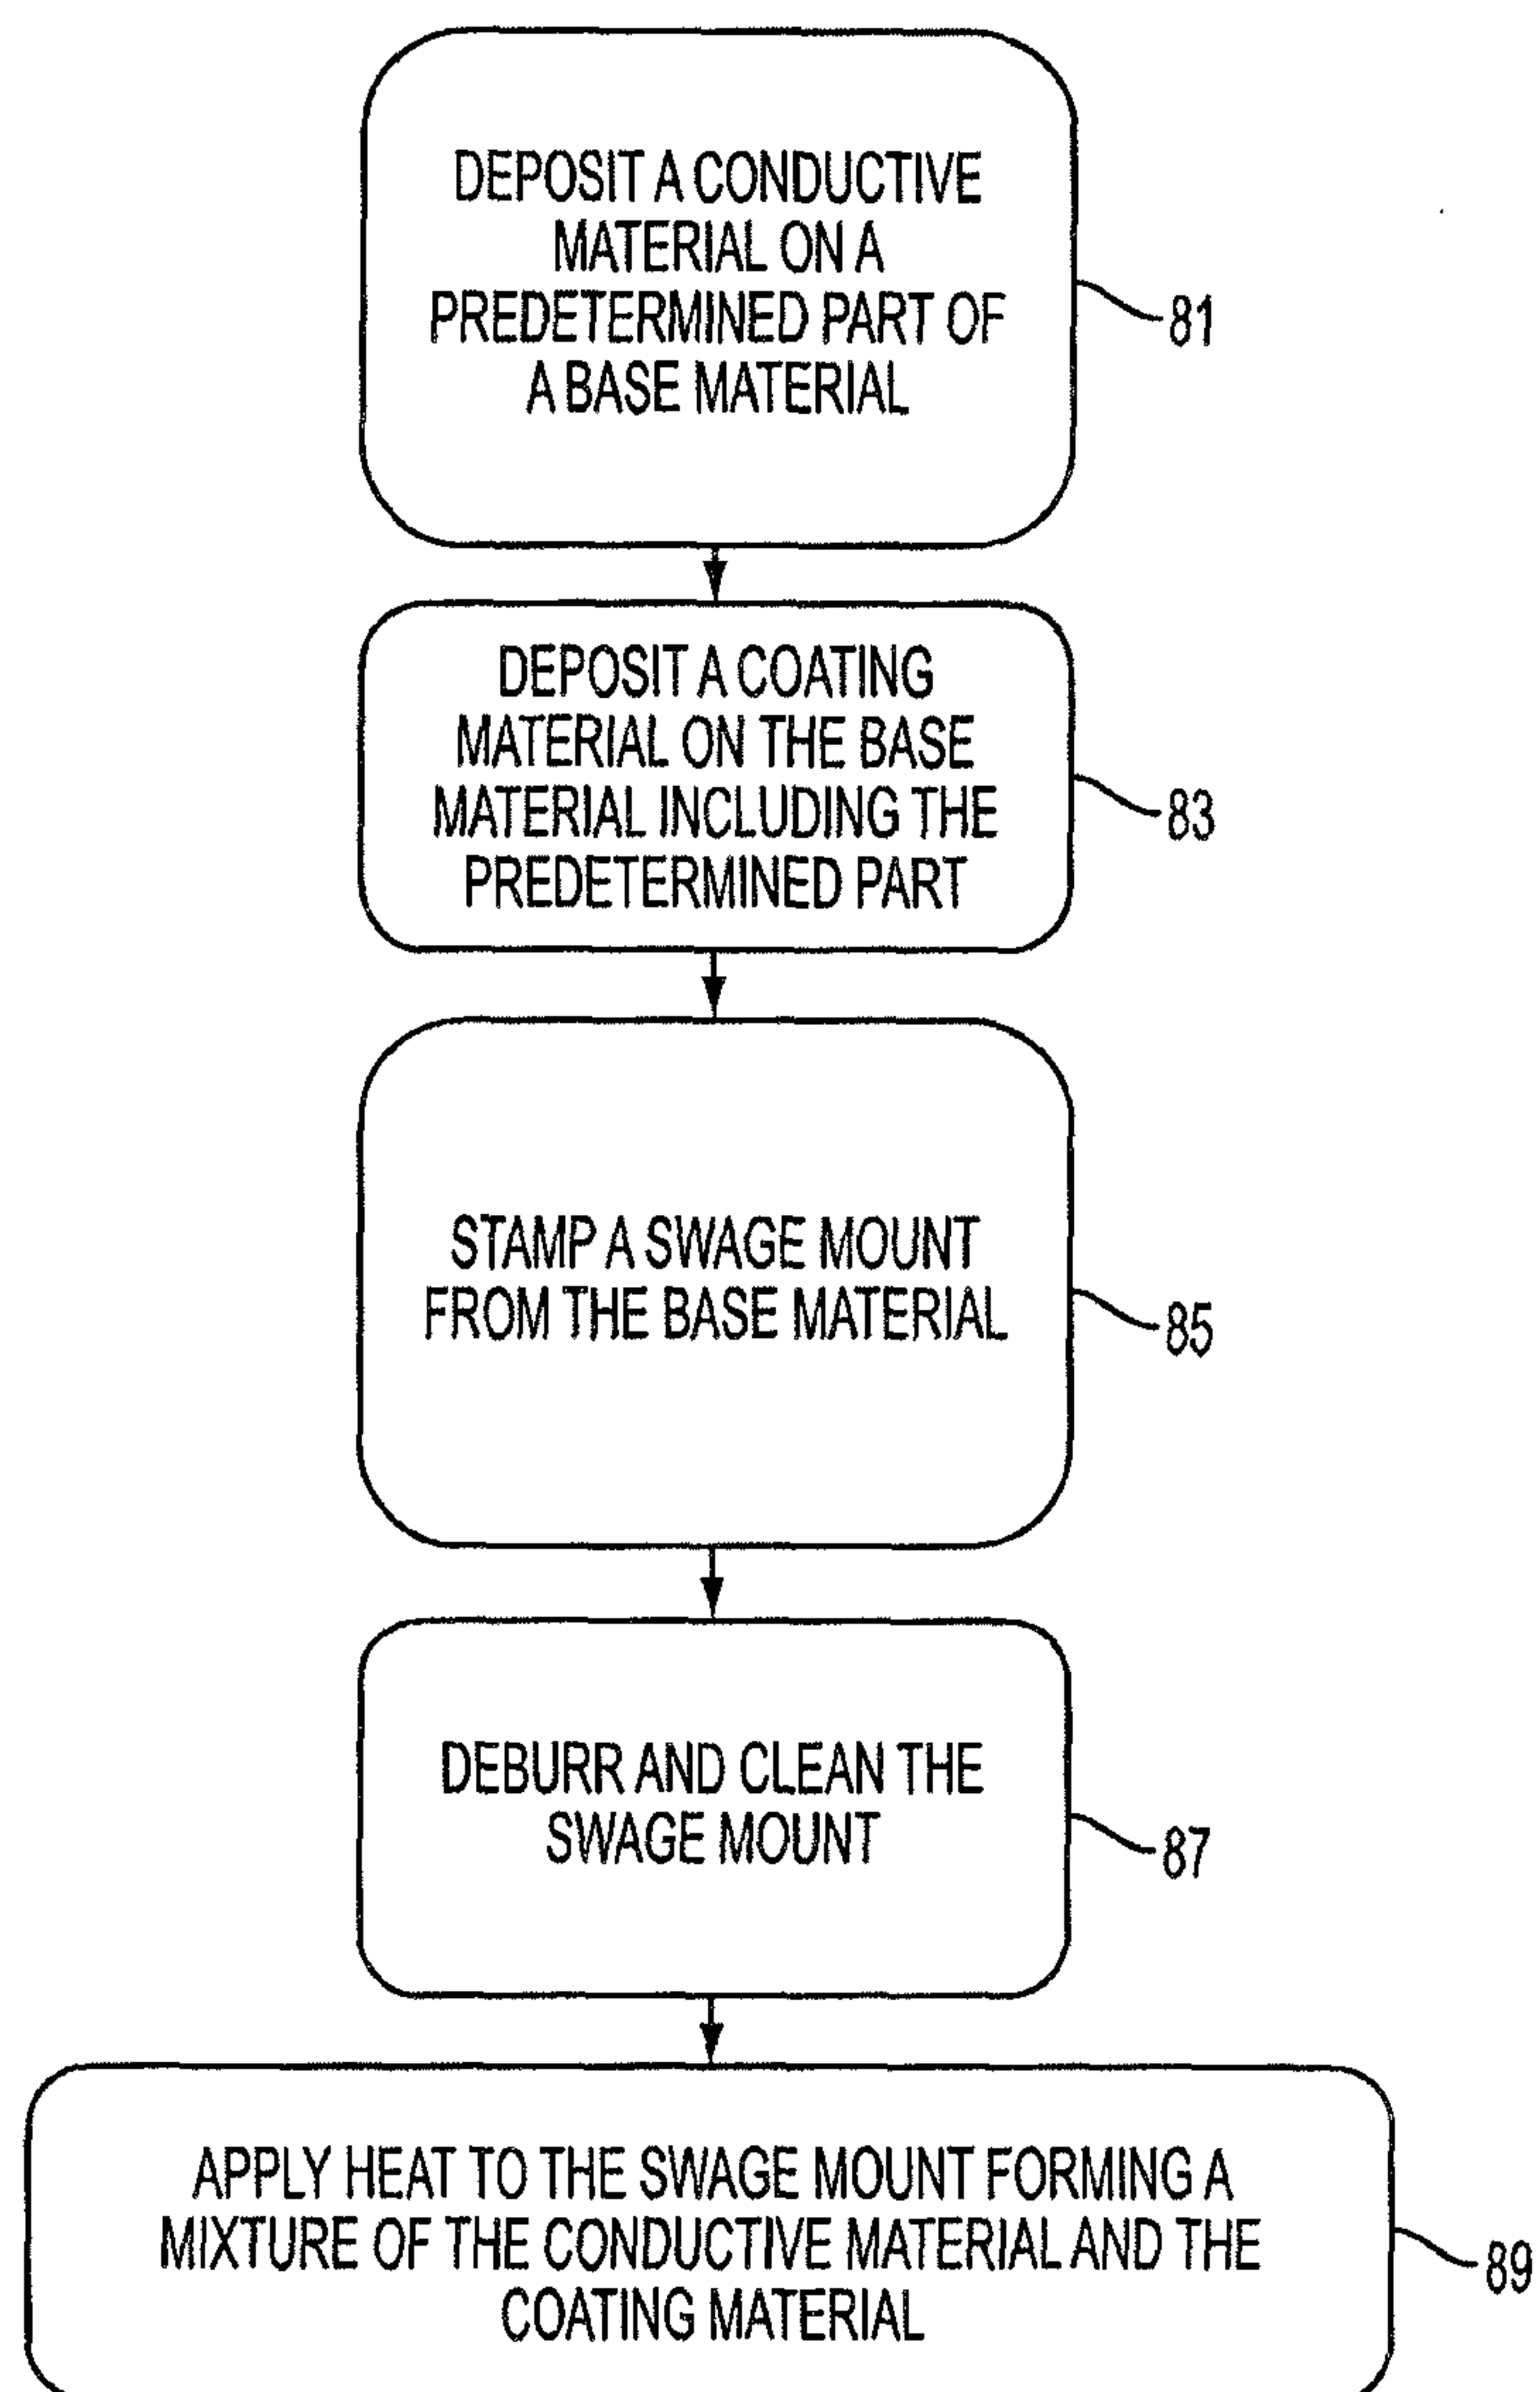 DEPOSIT A CONDUCTIVE
MATERIAL ON A
PREDETERMINED PART OF
A BASE MATERIAL
81
DEPOSIT A COATING
MATERIAL ON THE BASE
MATERIAL INCLUDING THE
PREDETERMINED PART
83
STAMP A SWAGE MOUNT
FROM THE BASE MATERIAL
85
DEBURR AND CLEAN THE
SWAGE MOUNT
87
APPLY HEAT TO THE SWAGE MOUNT FORMING A
MIXTURE OF THE CONDUCTIVE MATERIAL AND THE
COATING MATERIAL
89